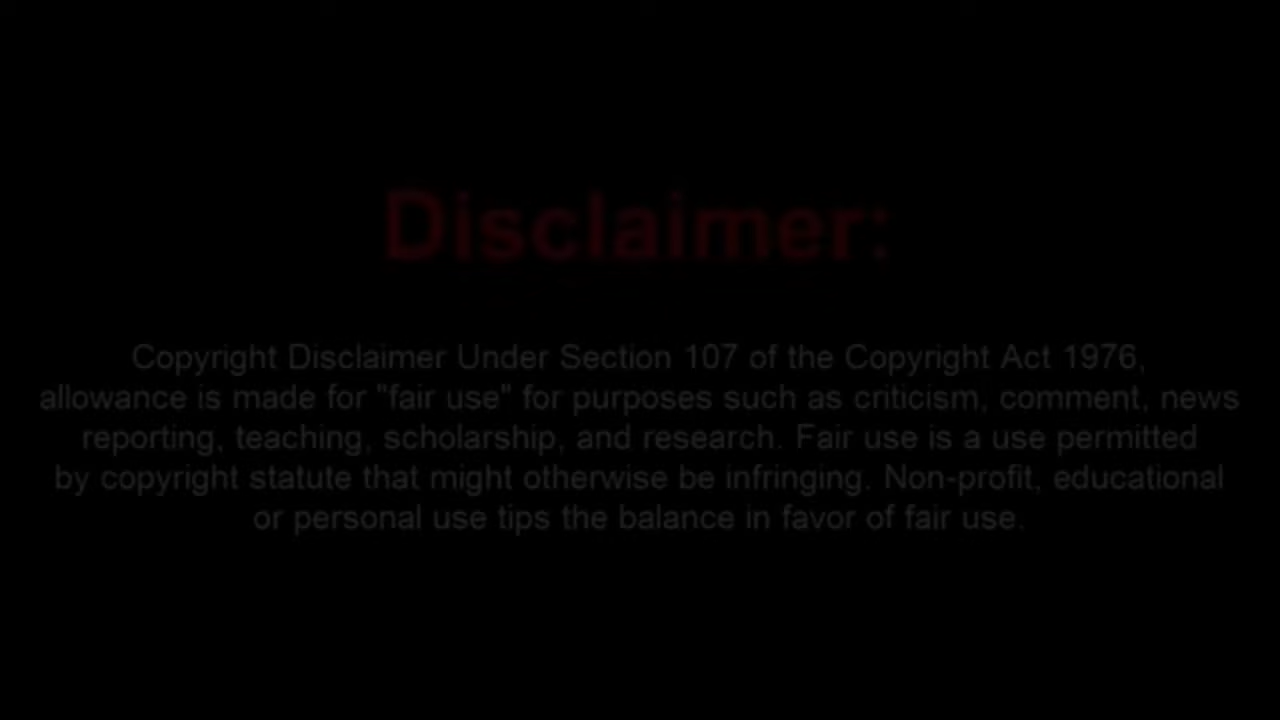 Disclaimer:
Copyright Disclaimer Under Section 107 of the Copyright Act 1976,
allowance is made for "fair use" for purposes such as criticism, comment, news
reporting, teaching, scholarship, and research. Fair use is a use permitted
by copyright statute that might otherwise be infringing. Non-profit, educational
or personal use tips the balance in favor of fair use.